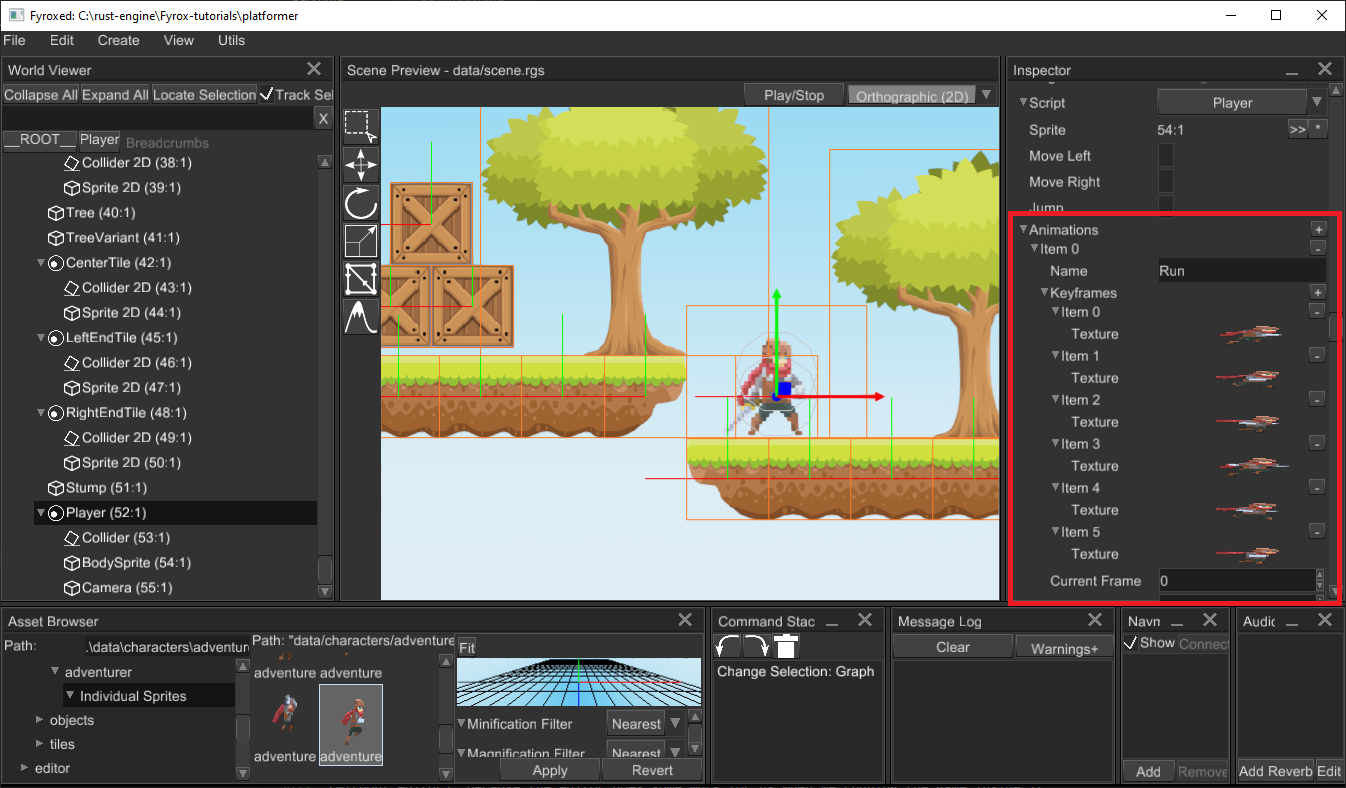 Fyroxed: C:\rust-engine\Fyrox-tutorials\platformer
File Edit Create View Utils
World Viewer
Collapse All Expand All Locate Selection Track Sel
X
__ROOT__ Player Breadcrumbs
Collider 2D (38:1)
Sprite 2D (39:1)
Tree (40:1)
TreeVariant (41:1)
CenterTile (42:1)
Collider 2D (43:1)
Sprite 2D (44:1)
LeftEndTile (45:1)
Collider 2D (46:1)
Sprite 2D (47:1)
RightEndTile (48:1)
Collider 2D (49:1)
Sprite 2D (50:1)
Stump (51:1)
Player (52:1)
Collider (53:1)
BodySprite (54:1)
Camera (55:1)
Scene Preview - data/scene.rgs
Play/Stop Orthographic (2D)
Inspector
Script Player
Sprite 54:1 >> *
Move Left
Move Right
Jump
Animations +
Item 0 -
Name Run
Keyframes +
Item 0 -
Texture
Item 1 -
Texture
Item 2 -
Texture
Item 3 -
Texture
Item 4 -
Texture
Item 5 -
Texture
Current Frame 0
Asset Browser
Path: .\data\characters\adventur
adventurer
Individual Sprites
objects
tiles
editor
Path: "data/characters/adventure
adventure adventure
adventure adventure
Fit
Minification Filter Nearest
Magnification Filter Nearest
Apply Revert
Command Stac
Change Selection: Graph
Message Log
Clear Warnings+
Navn
Show Connect
Add Remove
Audic
Add Reverb Edit